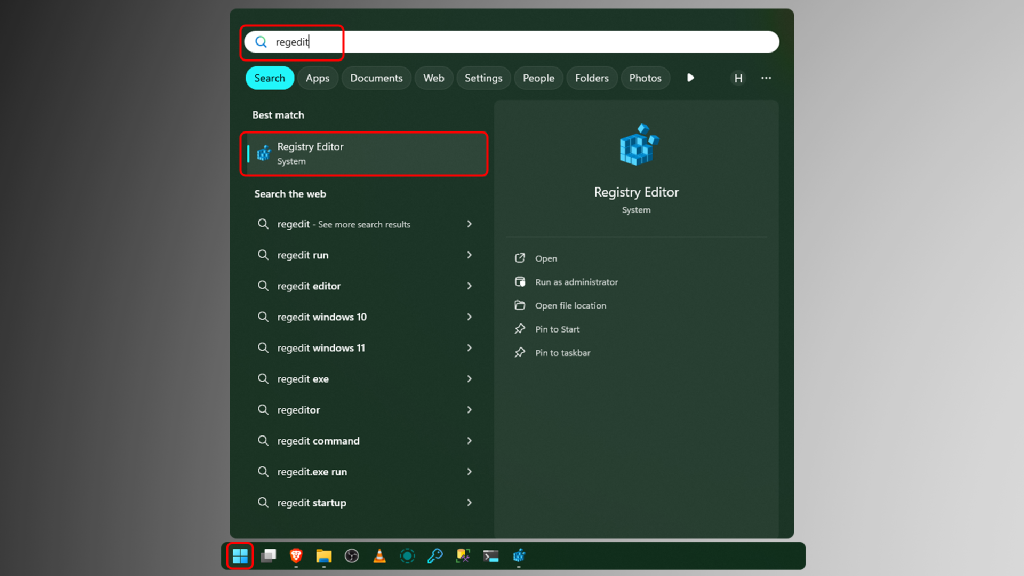 regedit
Search Apps Documents Web Settings People Folders Photos H
Best match
Registry Editor
System
Search the web
regedit - See more search results
regedit run
regedit editor
regedit windows 10
regedit windows 11
regedit exe
regeditor
regedit command
regedit.exe run
regedit startup
Registry Editor
System
Open
Run as administrator
Open file location
Pin to Start
Pin to taskbar